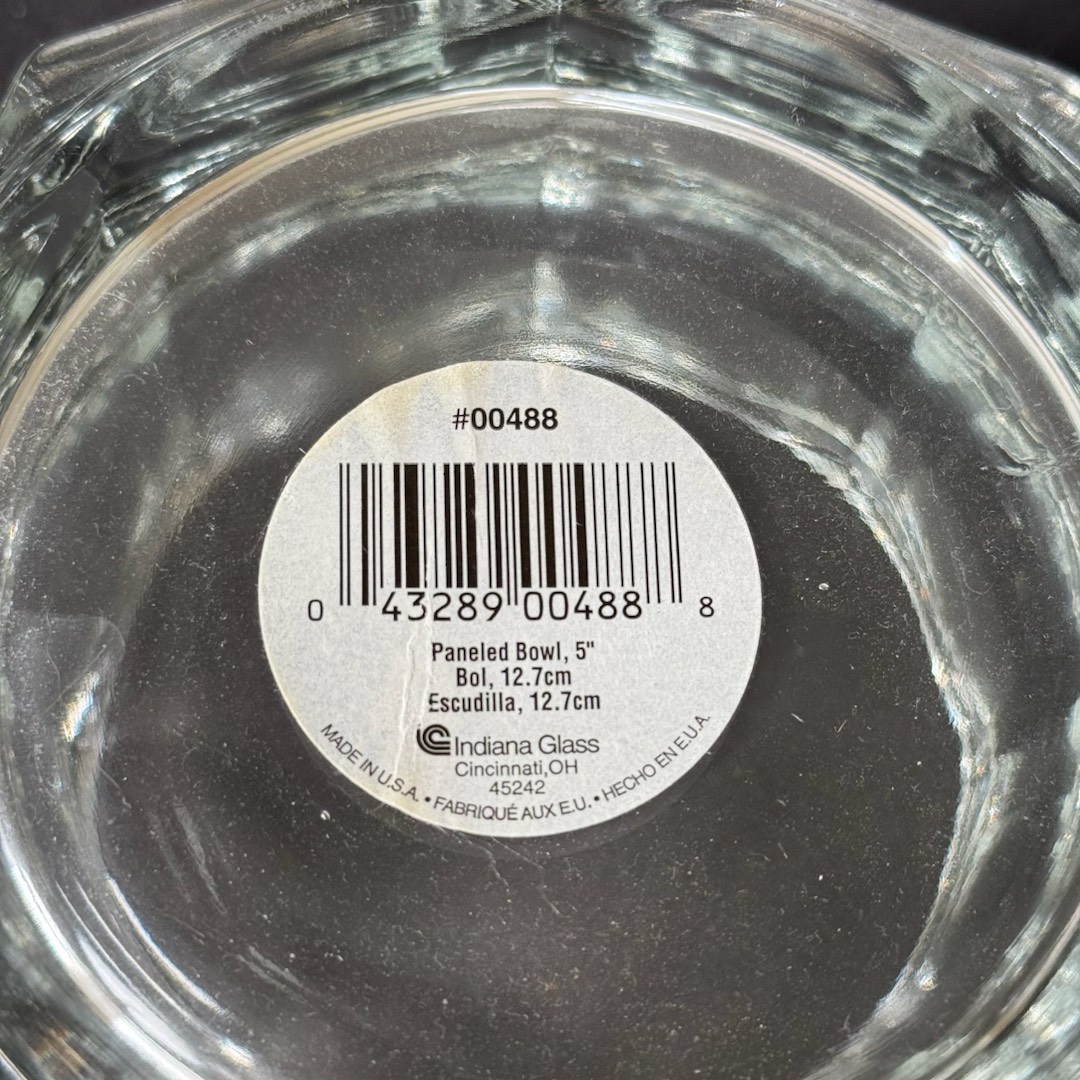 #00488
0 43289 00488 8
Paneled Bowl, 5"
Bol, 12.7cm
Escudilla, 12.7cm
Indiana Glass
Cincinnati,OH
45242
MADE IN U.S.A. • FABRIQUÉ AUX E.U. • HECHO EN E.U.A.